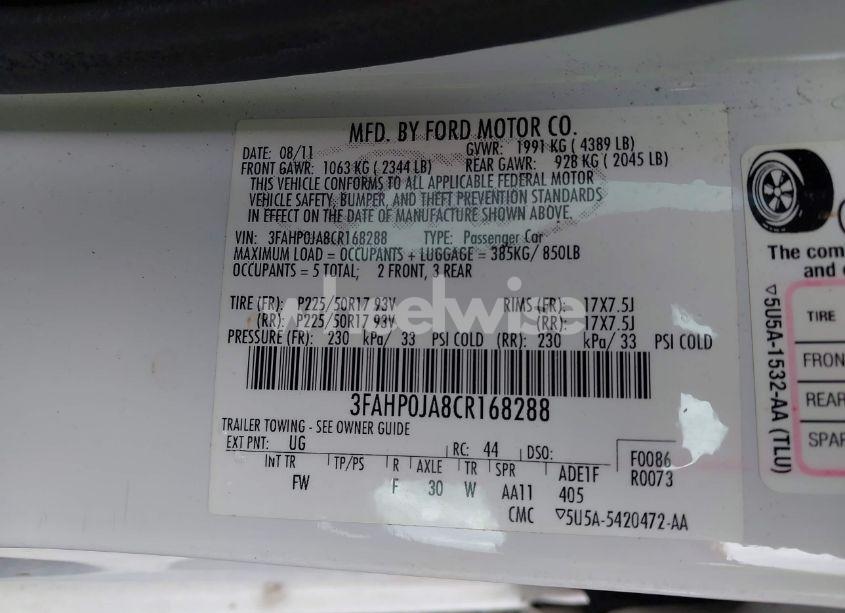 MFD. BY FORD MOTOR CO.
DATE: 08/11 GVWR: 1991 KG ( 4389 LB)
FRONT GAWR: 1063 KG ( 2344 LB) REAR GAWR: 928 KG ( 2045 LB)
THIS VEHICLE CONFORMS TO ALL APPLICABLE FEDERAL MOTOR
VEHICLE SAFETY, BUMPER, AND THEFT PREVENTION STANDARDS
IN EFFECT ON THE DATE OF MANUFACTURE SHOWN ABOVE.
VIN: 3FAHP0JA8CR168288 TYPE: Passenger Car
MAXIMUM LOAD = OCCUPANTS + LUGGAGE = 385KG/ 850LB
OCCUPANTS = 5 TOTAL; 2 FRONT, 3 REAR
wheelwise
TIRE (FR): P225/50R17 93V RIMS (FR): 17X7.5J
(RR): P225/50R17 93V (RR): 17X7.5J
PRESSURE (FR): 230 kPa/ 33 PSI COLD (RR): 230 kPa/ 33 PSI COLD
3FAHP0JA8CR168288
TRAILER TOWING - SEE OWNER GUIDE
EXT PNT: UG RC: 44 DSO: F0086
R0073
INT TR TP/PS R AXLE TR SPR ADE1F
FW F 30 W AA11 405
CMC ▽5U5A-5420472-AA
▽5U5A-1532-AA (TLU)
The com
and
TIRE
FRON
REAR
SPAR